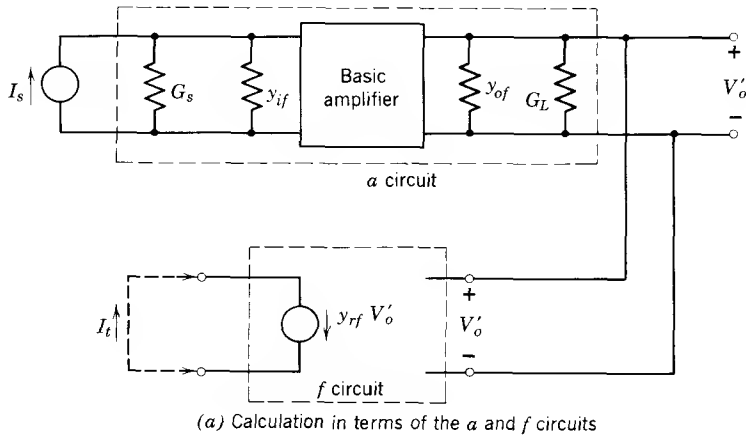 I_s
G_s
y_if
Basic
amplifier
y_of
G_L
+
V'_o
−
a circuit
I_t
y_rf V'_o
+
V'_o
−
f circuit
(a) Calculation in terms of the a and f circuits